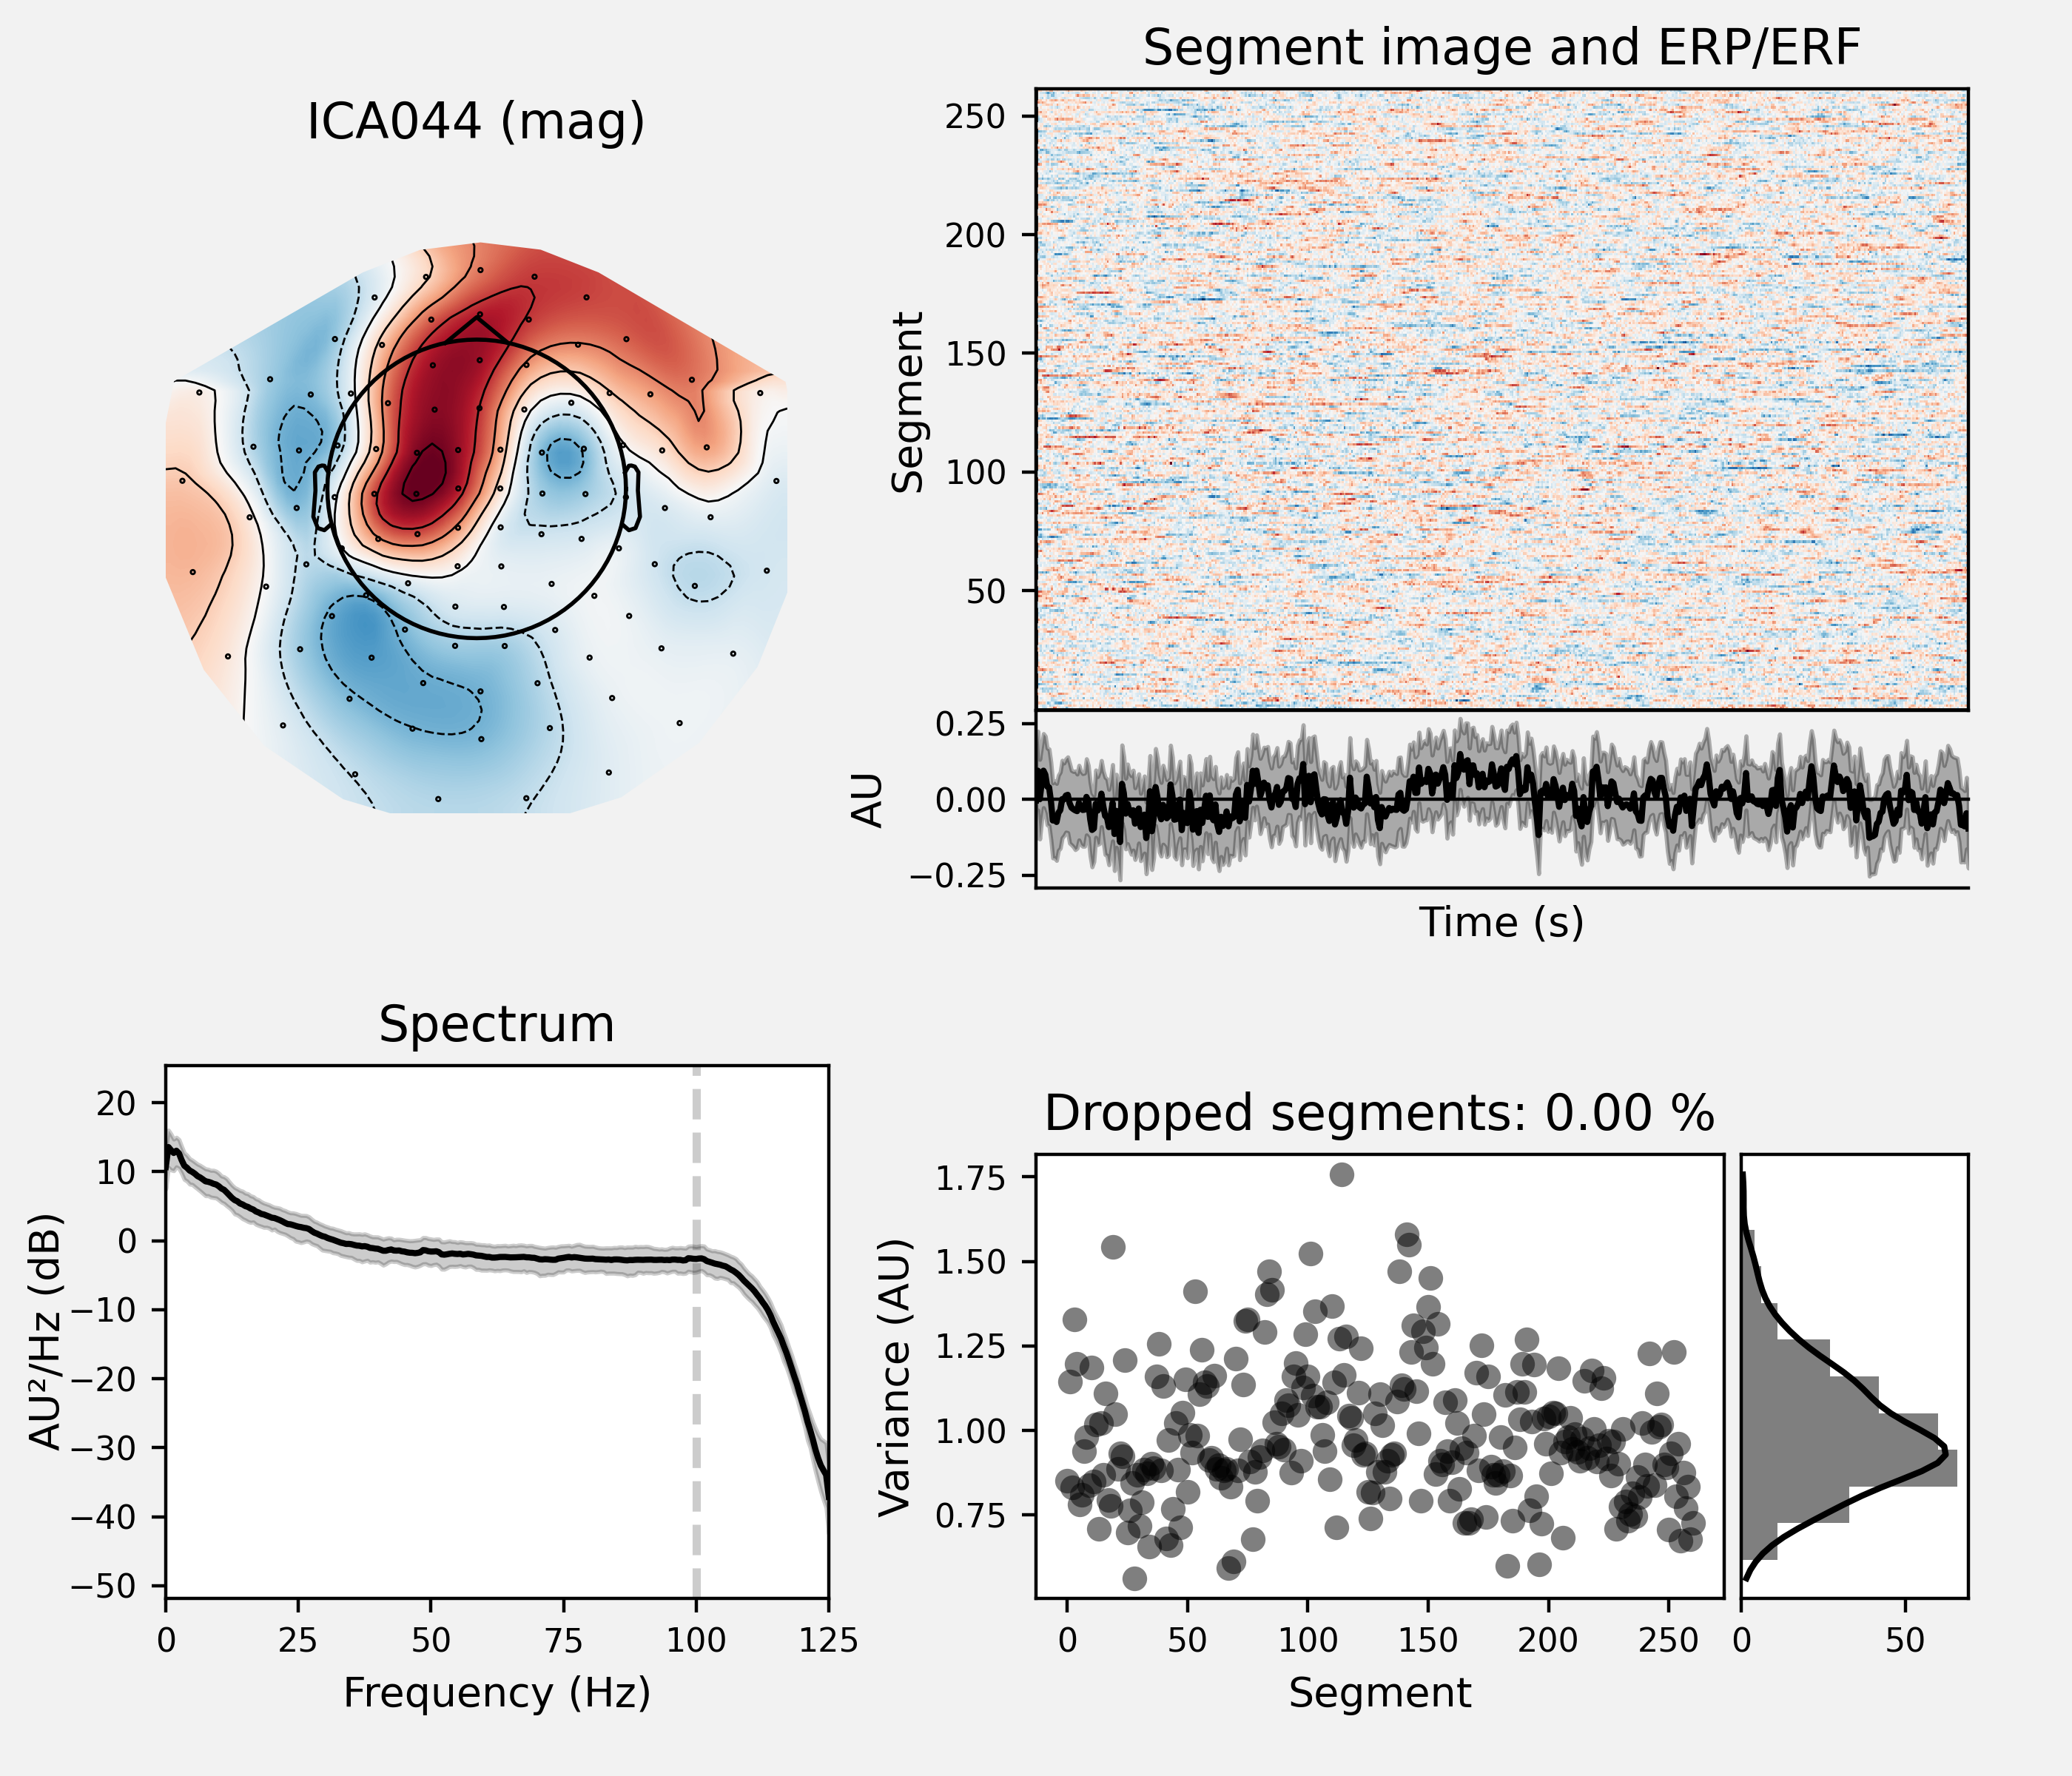 ICA044 (mag)
Segment image and ERP/ERF
250
200
150
100
50
Segment
0.25
0.00
−0.25
AU
Time (s)
Spectrum
20
10
0
−10
−20
−30
−40
−50
AU²/Hz (dB)
0 25 50 75 100 125
Frequency (Hz)
Dropped segments: 0.00 %
1.75
1.50
1.25
1.00
0.75
Variance (AU)
0 50 100 150 200 250
Segment
0 50